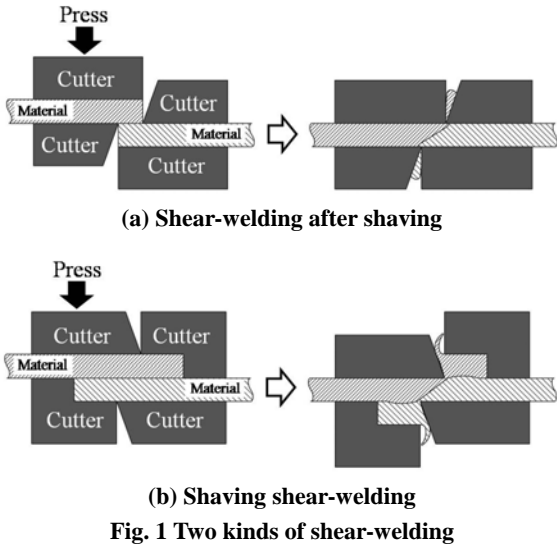 Press
Cutter
Cutter
Material
Material
Cutter
Cutter
(a) Shear-welding after shaving
Press
Cutter Cutter
Material
Material
Cutter Cutter
(b) Shaving shear-welding
Fig. 1 Two kinds of shear-welding